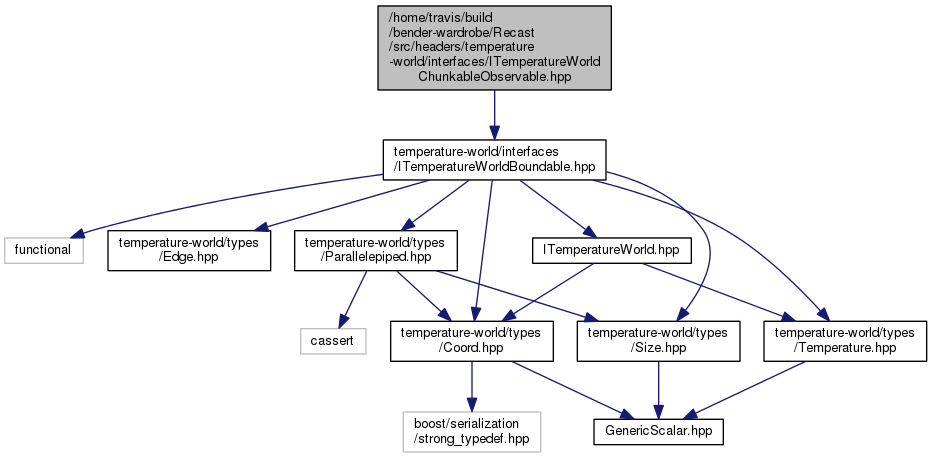 /home/travis/build
/bender-wardrobe/Recast
/src/headers/temperature
-world/interfaces/ITemperatureWorld
ChunkableObservable.hpp
temperature-world/interfaces
/ITemperatureWorldBoundable.hpp
functional
temperature-world/types
/Edge.hpp
temperature-world/types
/Parallelepiped.hpp
ITemperatureWorld.hpp
cassert
temperature-world/types
/Coord.hpp
temperature-world/types
/Size.hpp
temperature-world/types
/Temperature.hpp
boost/serialization
/strong_typedef.hpp
GenericScalar.hpp